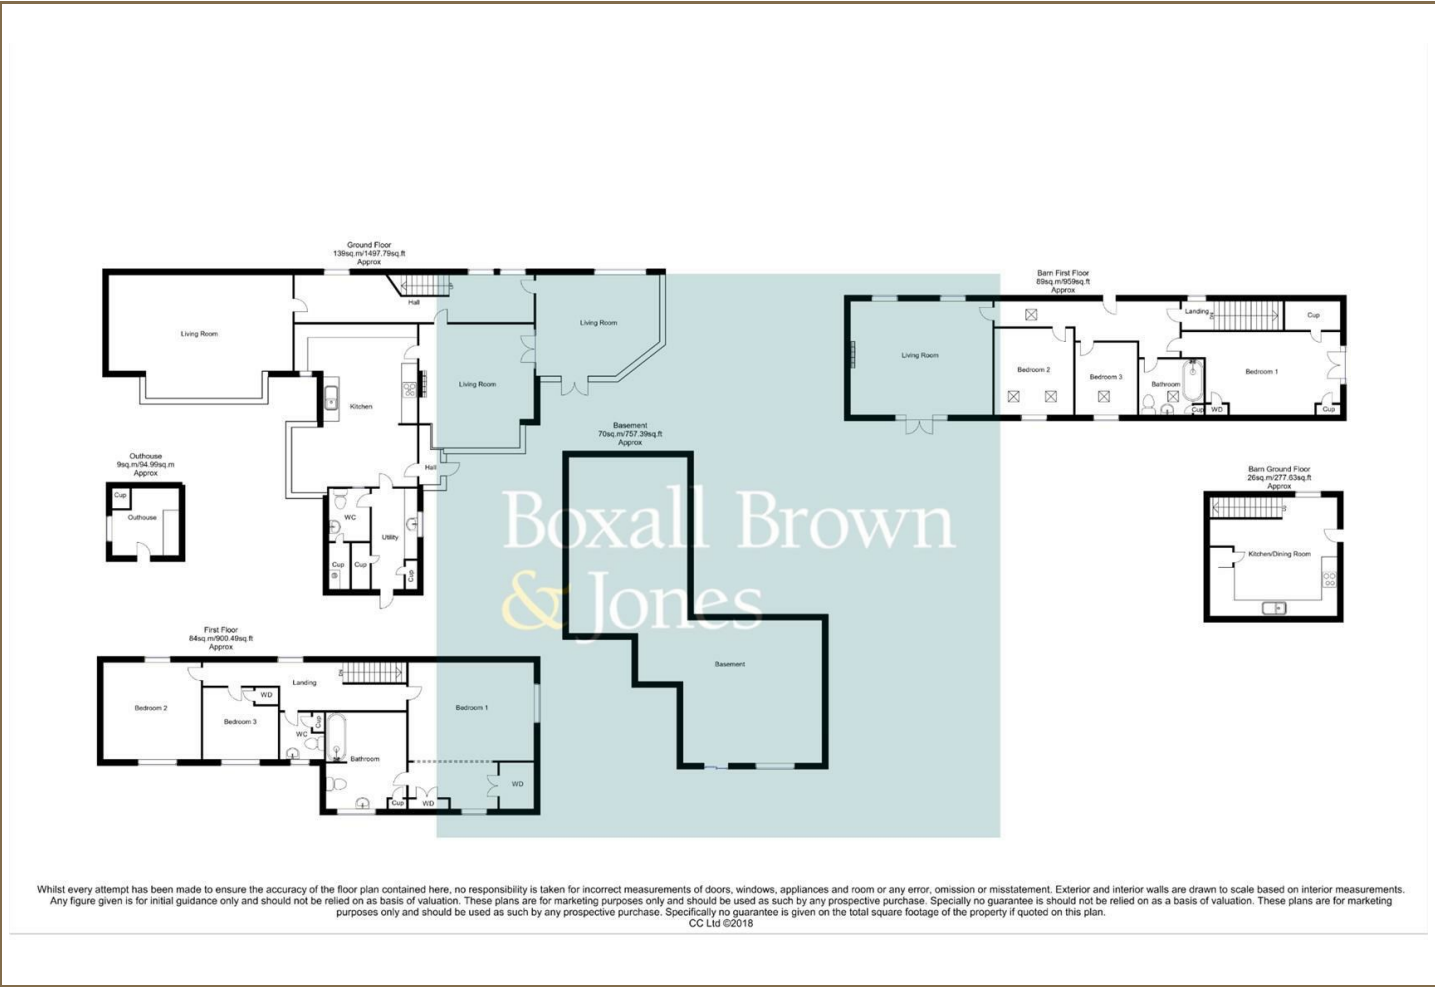 Ground Floor
139sq.m/1497.79sq.ft
Approx
Living Room
Hall
Living Room
Living Room
Kitchen
Hall
WC
Utility
Cup
Cup
Cup
Outhouse
9sq.m/94.99sq.m
Approx
Cup
Outhouse
First Floor
84sq.m/900.49sq.ft
Approx
Bedroom 2
Landing
DN
WD
Bedroom 3
Cup
WC
Bathroom
Bedroom 1
Cup
WD
WD
Basement
70sq.m/757.39sq.ft
Approx
Basement
Boxall Brown
& Jones
Barn First Floor
89sq.m/959sq.ft
Approx
Living Room
Landing
DN
Cup
Bedroom 2
Bedroom 3
Bathroom
Bedroom 1
Cup
WD
Cup
Barn Ground Floor
26sq.m/277.63sq.ft
Approx
Kitchen/Dining Room
Whilst every attempt has been made to ensure the accuracy of the floor plan contained here, no responsibility is taken for incorrect measurements of doors, windows, appliances and room or any error, omission or misstatement. Exterior and interior walls are drawn to scale based on interior measurements.
Any figure given is for initial guidance only and should not be relied on as basis of valuation. These plans are for marketing purposes only and should be used as such by any prospective purchase. Specially no guarantee is should not be relied on as a basis of valuation. These plans are for marketing
purposes only and should be used as such by any prospective purchase. Specifically no guarantee is given on the total square footage of the property if quoted on this plan.
CC Ltd ©2018